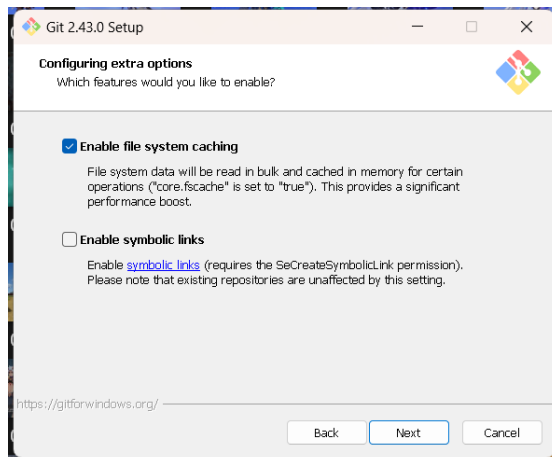 Git 2.43.0 Setup
Configuring extra options
Which features would you like to enable?
Enable file system caching
File system data will be read in bulk and cached in memory for certain
operations ("core.fscache" is set to "true"). This provides a significant
performance boost.
Enable symbolic links
Enable symbolic links (requires the SeCreateSymbolicLink permission).
Please note that existing repositories are unaffected by this setting.
https://gitforwindows.org/
Back Next Cancel